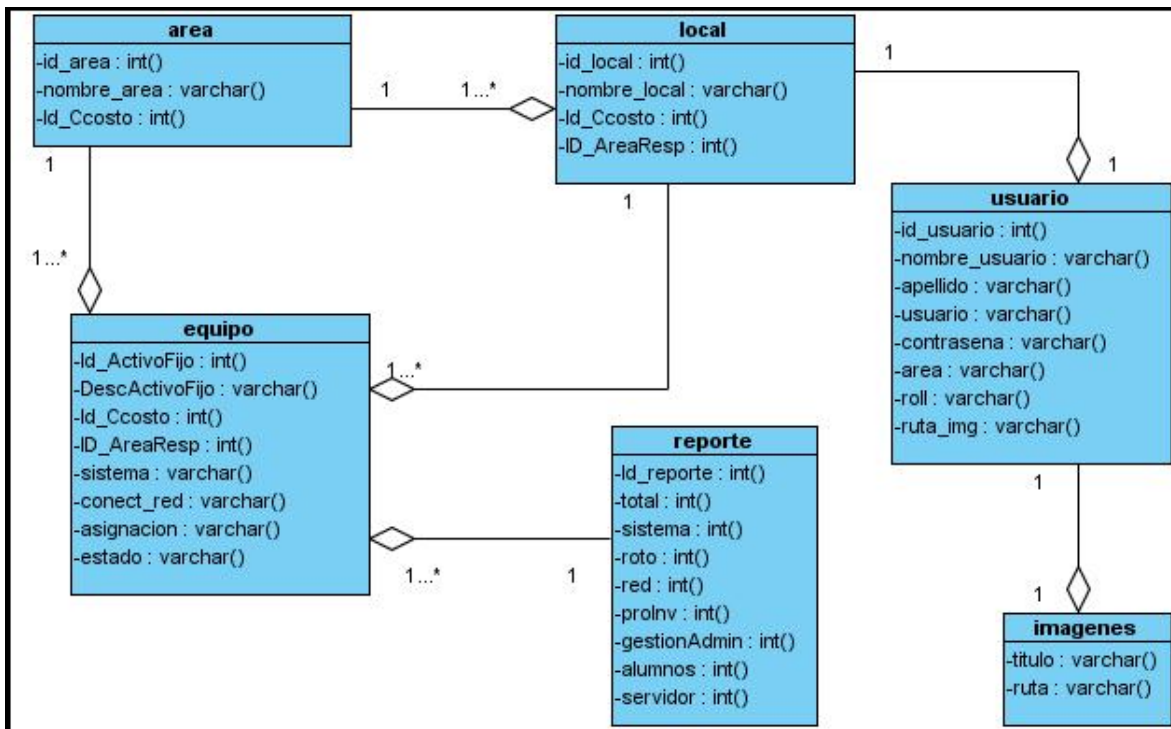 area
-id_area : int()
-nombre_area : varchar()
-Id_Ccosto : int()
1
1...*
1
local
-id_local : int()
-nombre_local : varchar()
-Id_Ccosto : int()
-ID_AreaResp : int()
1
1
1
usuario
-id_usuario : int()
-nombre_usuario : varchar()
-apellido : varchar()
-usuario : varchar()
-contrasena : varchar()
-area : varchar()
-roll : varchar()
-ruta_img : varchar()
1
1...*
equipo
-Id_ActivoFijo : int()
-DescActivoFijo : varchar()
-Id_Ccosto : int()
-ID_AreaResp : int()
-sistema : varchar()
-conect_red : varchar()
-asignacion : varchar()
-estado : varchar()
1...*
1...*
1
reporte
-Id_reporte : int()
-total : int()
-sistema : int()
-roto : int()
-red : int()
-proInv : int()
-gestionAdmin : int()
-alumnos : int()
-servidor : int()
1
imagenes
-titulo : varchar()
-ruta : varchar()